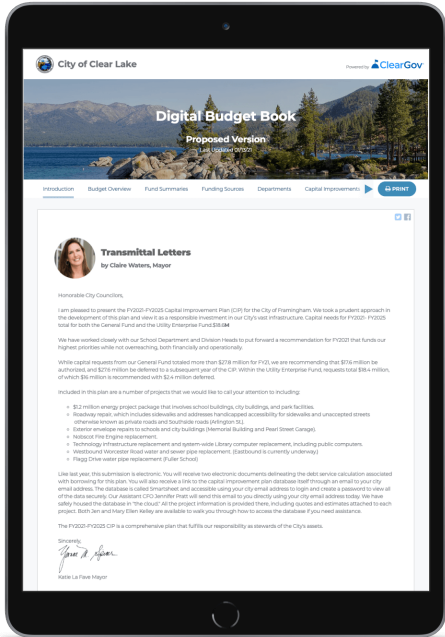 City of Clear Lake
Powered by ClearGov
Digital Budget Book
Proposed Version
Last Updated 01/13/21
Introduction Budget Overview Fund Summaries Funding Sources Departments Capital Improvements PRINT
Transmittal Letters
by Claire Waters, Mayor
Honorable City Councilors,
I am pleased to present the FY2021-FY2025 Capital Improvement Plan (CIP) for the City of Framingham. We took a prudent approach in
the development of this plan and view it as a responsible investment in our City's vast infrastructure. Capital needs for FY2021- FY2025
total for both the General Fund and the Utility Enterprise Fund
We have worked closely with our School Department and Division Heads to put forward a recommendation for FY2021 that funds our
highest priorities while not overreaching, both financially and operationally.
While capital requests from our General Fund totaled more than $27.8 million for FY21, we are recommending that $17.6 million be
authorized, and $27.6 million be deferred to a subsequent year of the CIP. Within the Utility Enterprise Fund, requests total $18.4 million,
of which $16 million is recommended with $2.4 million deferred.
Included in this plan are a number of projects that we would like to call your attention to including:
$1.2 million energy project package that involves school buildings, city buildings, and park facilities.
Roadway repair, which includes sidewalks and addresses handicapped accessibility for sidewalks and unaccepted streets
otherwise known as private roads and Southside roads (Arlington St.).
Exterior envelope repairs to schools and city buildings (Memorial Building and Pearl Street Garage).
Nobscot Fire Engine replacement.
Technology infrastructure replacement and system-wide Library computer replacement, including public computers.
Westbound Worcester Road water and sewer pipe replacement. (Eastbound is currently underway)
Flagg Drive water pipe replacement (Fuller School)
Like last year, this submission is electronic. You will receive two electronic documents delineating the debt service calculation associated
with borrowing for this plan. You will also receive a link to the capital improvement plan database itself through an email to your city
email address. The database is called Smartsheet and accessible using your city email address to login and create a password to view all
of the data securely. Our Assistant CFO Jennifer Pratt will send this email to you directly using your city email address today. We have
safely housed the database in "the cloud." All the project information is provided there, including quotes and estimates attached to each
project. Both Jen and Mary Ellen Kelley are available to walk you through how to access the database if you need assistance.
The FY2021-FY2025 CIP is a comprehensive plan that fulfills our responsibility as stewards of the City's assets.
Sincerely,
Katie La Fave Mayor